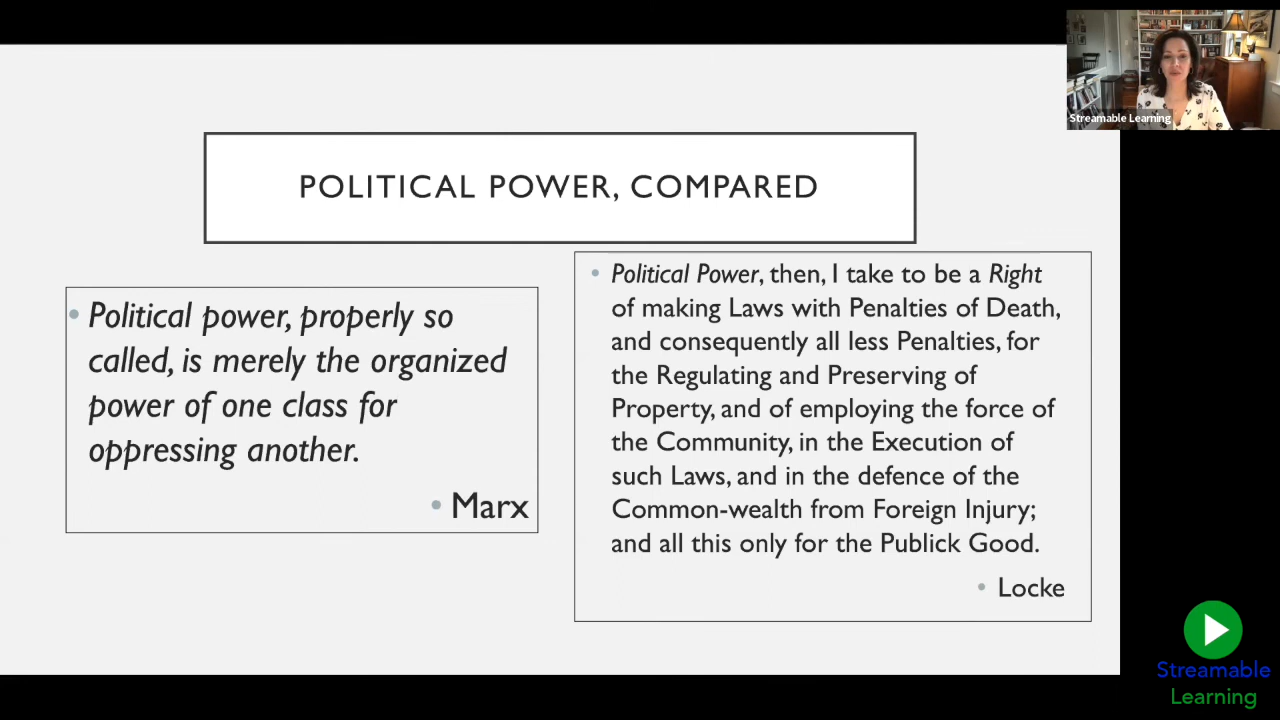 Streamable Learning
POLITICAL POWER, COMPARED
• Political power, properly so
called, is merely the organized
power of one class for
oppressing another.
• Marx
• Political Power, then, I take to be a Right
of making Laws with Penalties of Death,
and consequently all less Penalties, for
the Regulating and Preserving of
Property, and of employing the force of
the Community, in the Execution of
such Laws, and in the defence of the
Common-wealth from Foreign Injury;
and all this only for the Publick Good.
• Locke
Streamable
Learning